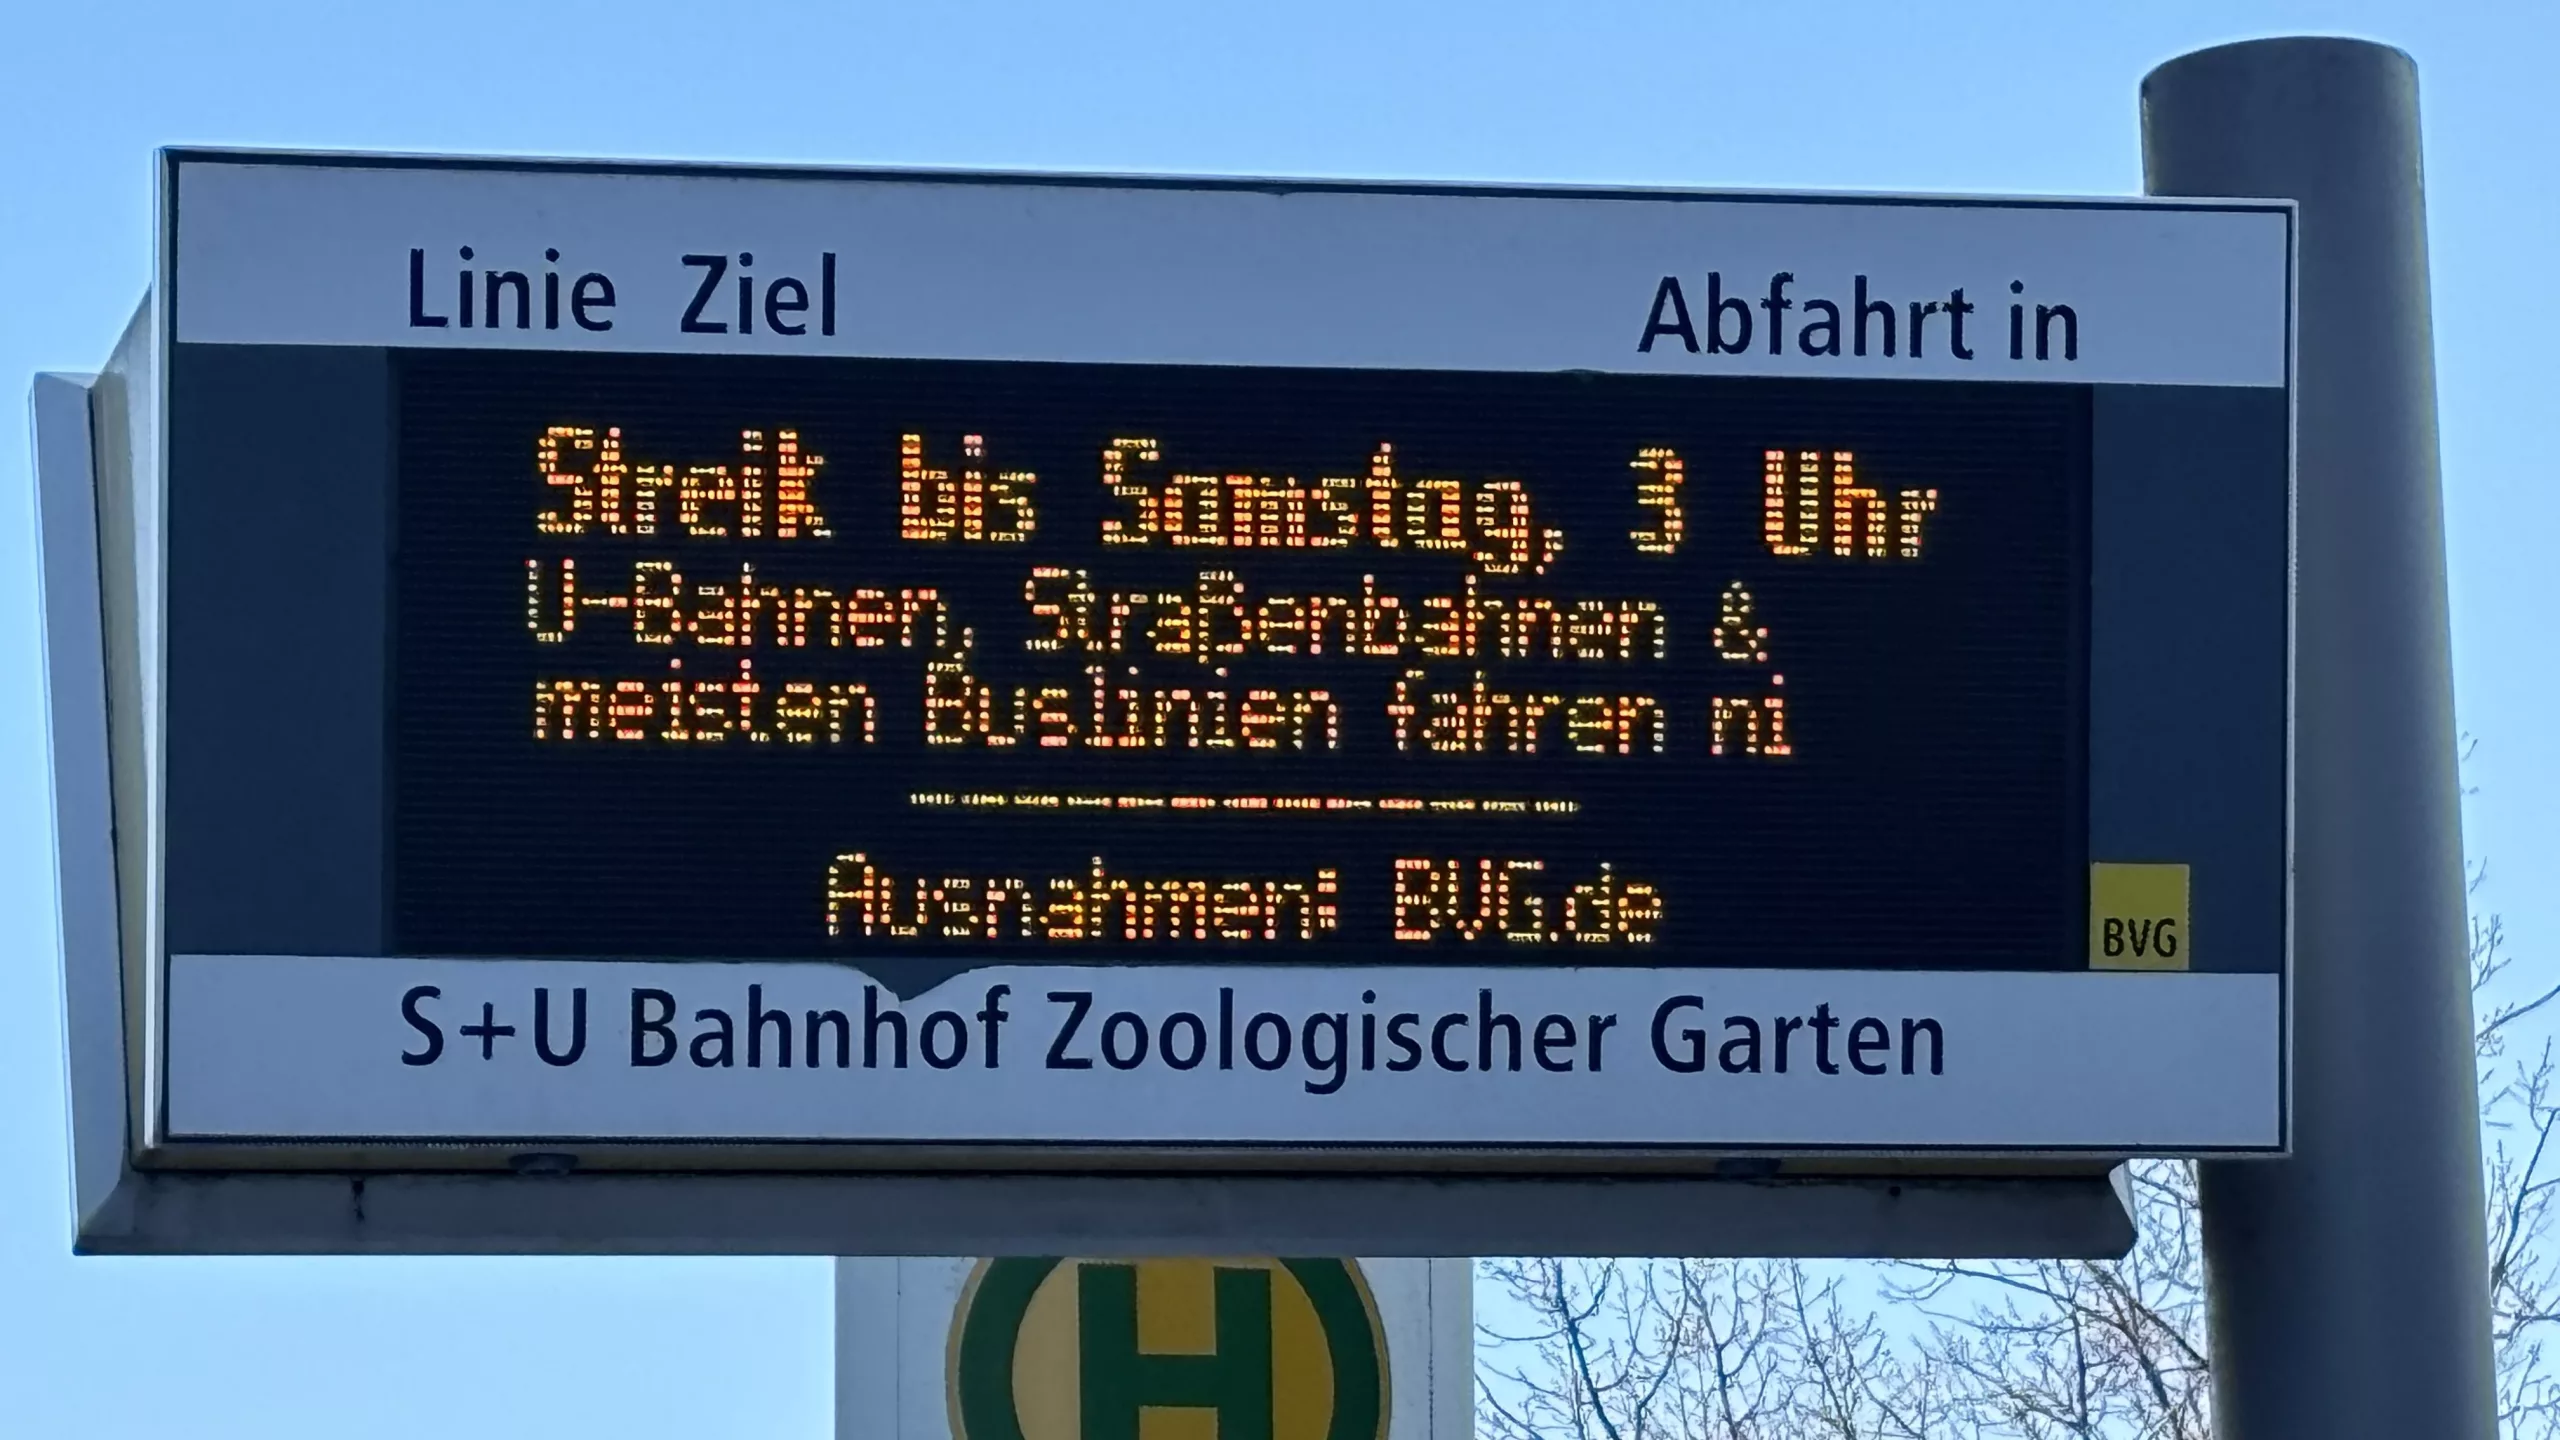 Linie Ziel Abfahrt in
Streik bis Samstag, 3 Uhr
U-Bahnen, Straßenbahnen &
meisten Buslinien fahren ni
-------------
Ausnahmen: BVG.de
BVG
S+U Bahnhof Zoologischer Garten
H